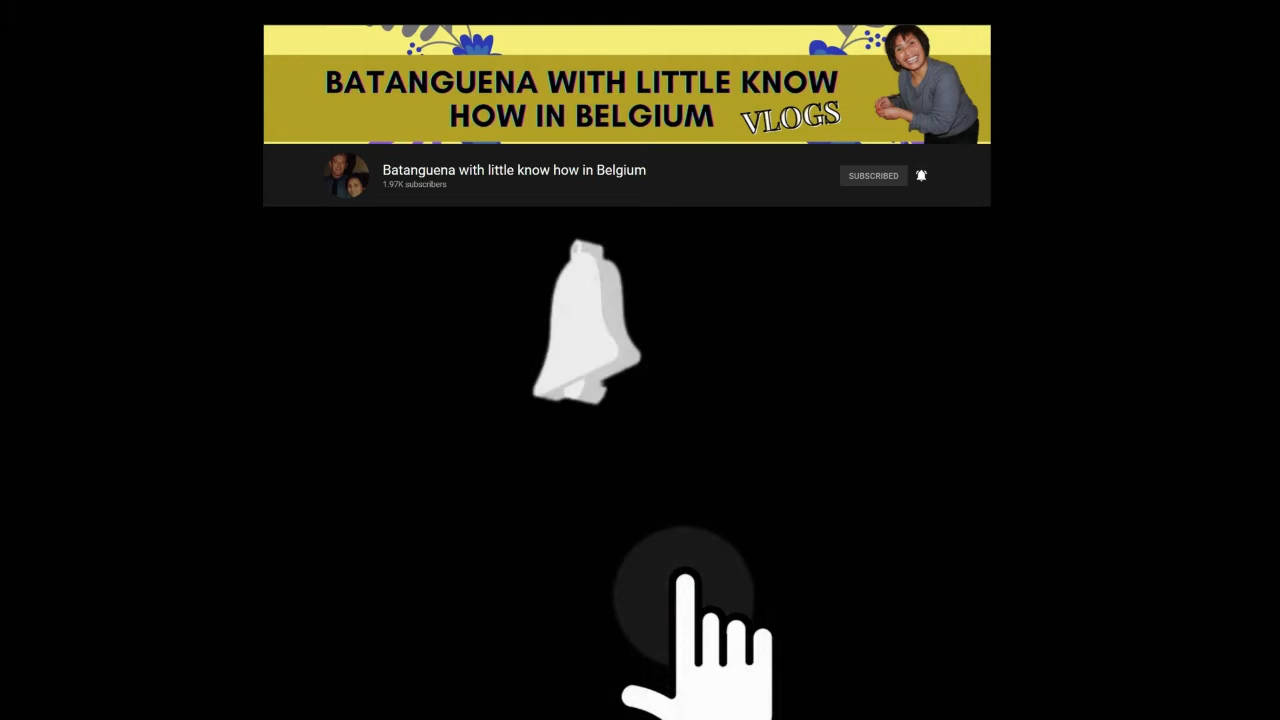 BATANGUENA WITH LITTLE KNOW
HOW IN BELGIUM VLOGS
Batanguena with little know how in Belgium
1.97K subscribers
SUBSCRIBED